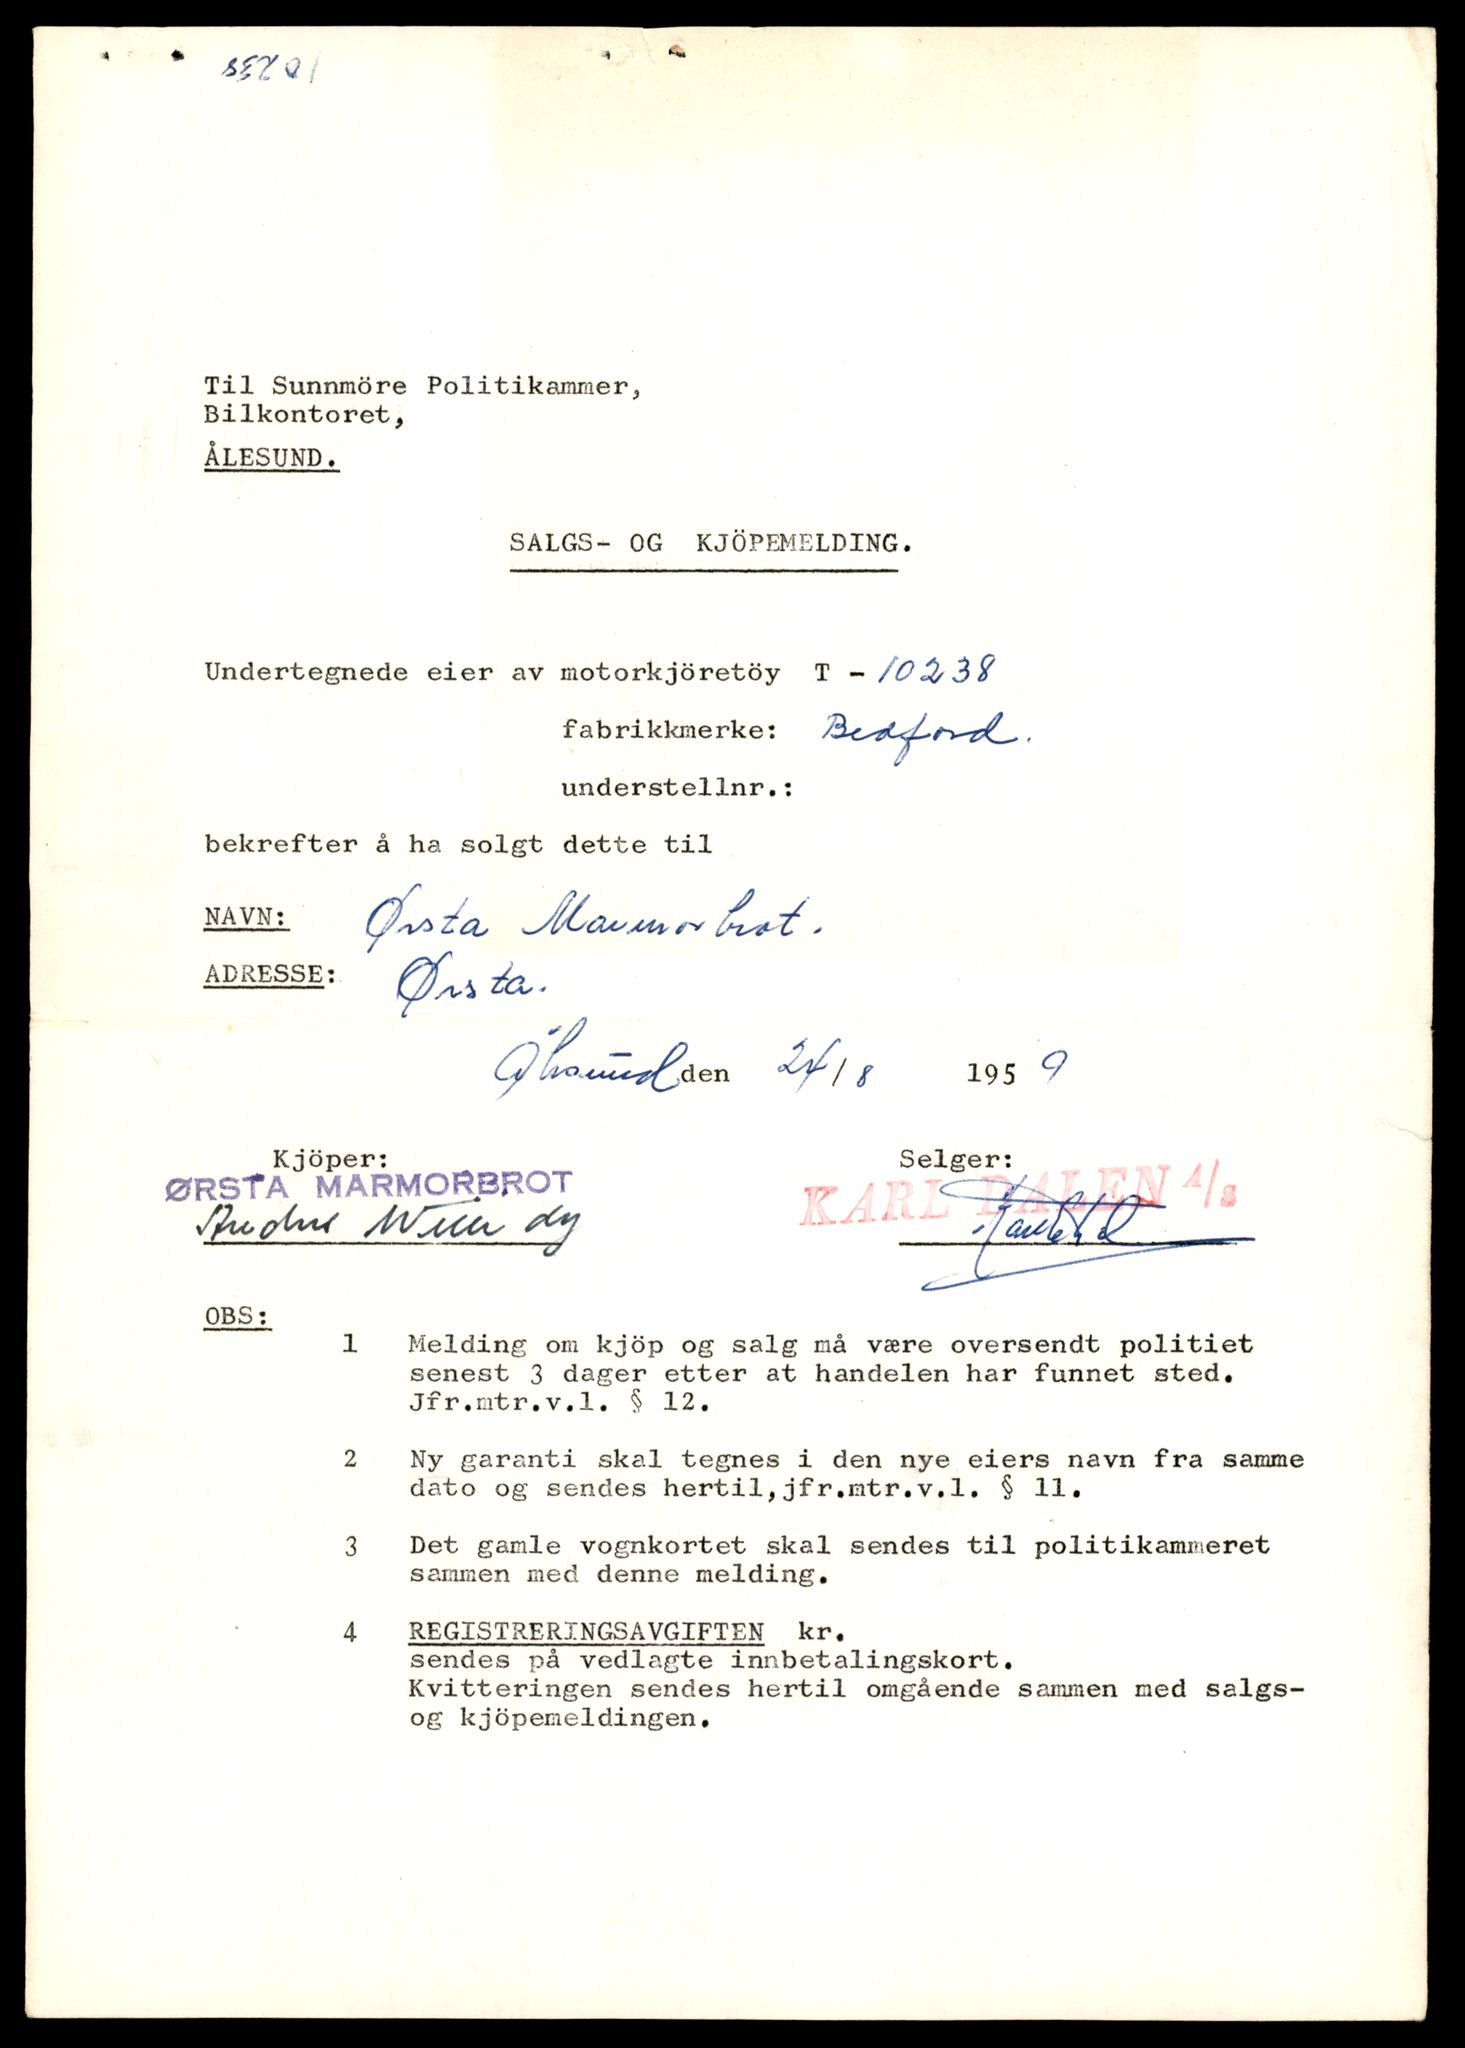 10238
Til Sunnmöre Politikammer,
Bilkontoret,
ÅLESUND.
SALGS- OG KJÖPEMELDING.
Undertegnede eier av motorkjöretöy T - 10238
fabrikkmerke: Bedford.
understellnr.:
bekrefter å ha solgt dette til
NAVN: Ørsta Marmorbrot.
ADRESSE: Ørsta.
Ålesund den 24/8 1959
Kjöper: Selger:
ØRSTA MARMORBROT KARL DALEN A/S
OBS:
1 Melding om kjöp og salg må være oversendt politiet
senest 3 dager etter at handelen har funnet sted.
Jfr.mtr.v.l. § 12.
2 Ny garanti skal tegnes i den nye eiers navn fra samme
dato og sendes hertil,jfr.mtr.v.l. § 11.
3 Det gamle vognkortet skal sendes til politikammeret
sammen med denne melding.
4 REGISTRERINGSAVGIFTEN kr.
sendes på vedlagte innbetalingskort.
Kvitteringen sendes hertil omgående sammen med salgs-
og kjöpemeldingen.